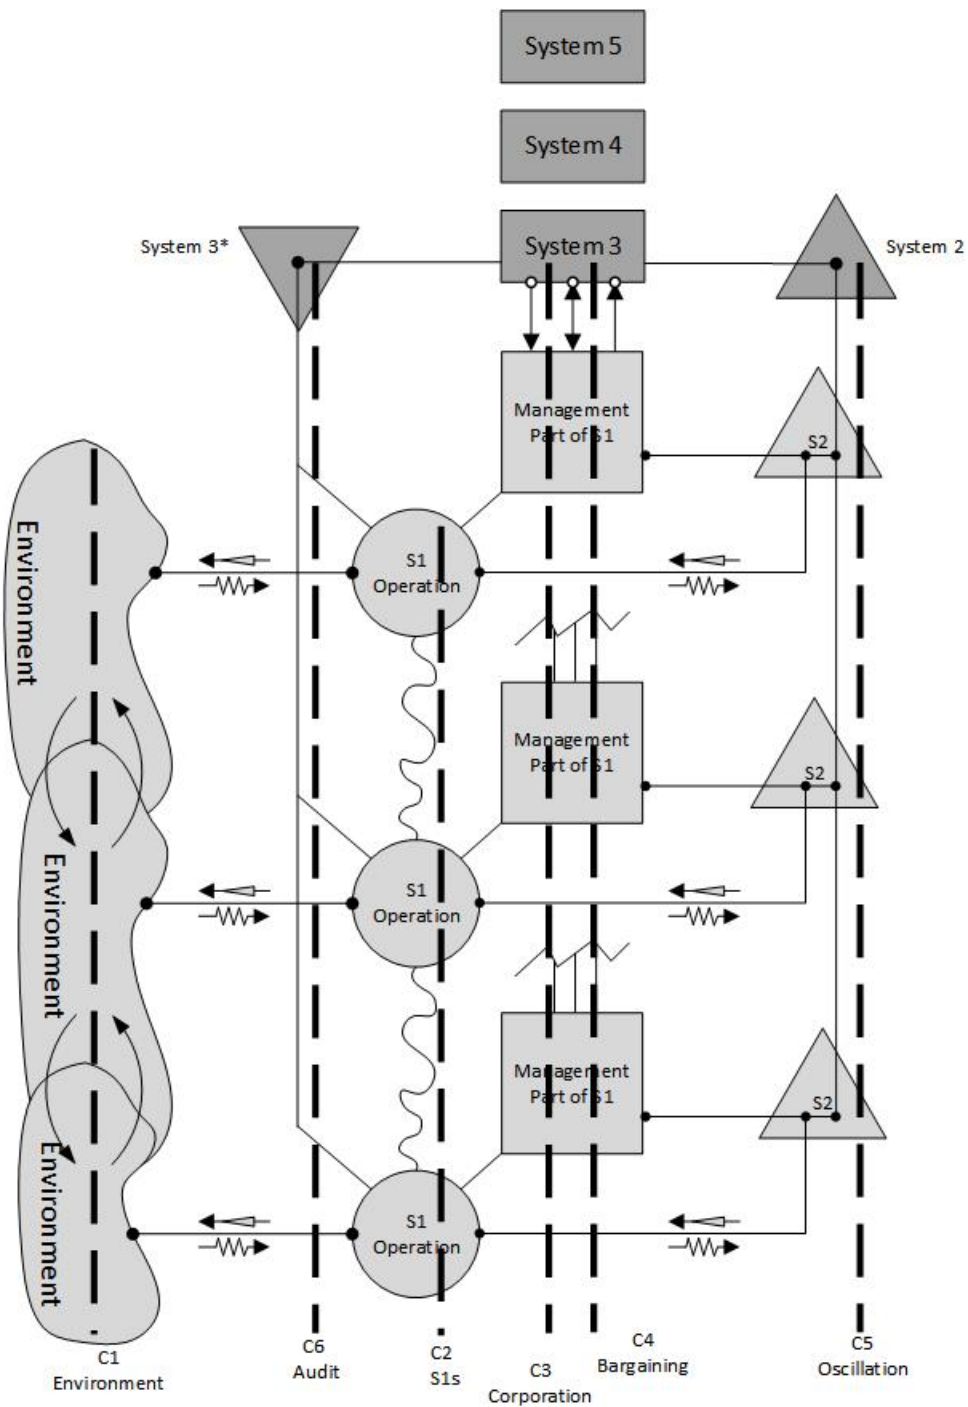 System 5
System 4
System 3
System 3*
System 2
Management
Part of S1
S2
Environment
S1
Operation
Management
Part of S1
S2
Environment
S1
Operation
Management
Part of S1
S2
Environment
S1
Operation
C1
Environment
C6
Audit
C2
S1s
C3
Corporation
C4
Bargaining
C5
Oscillation